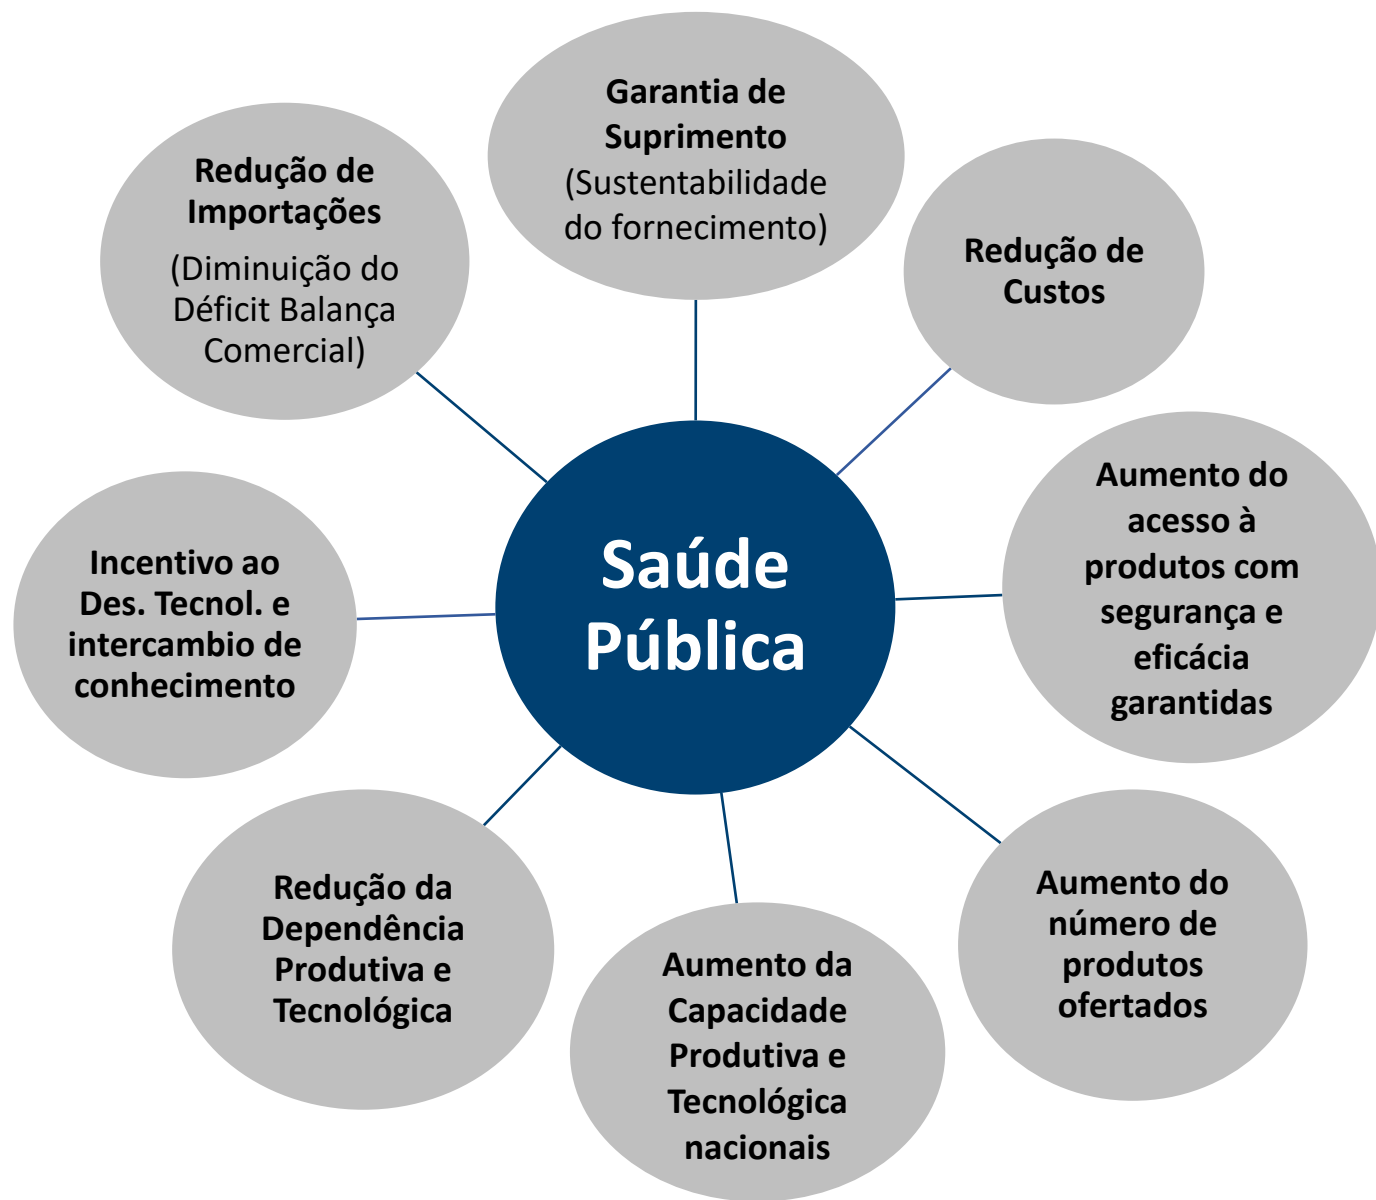 Garantia de
Suprimento
(Sustentabilidade
do fornecimento)
Redução de
Custos
Aumento do
acesso à
produtos com
segurança e
eficácia
garantidas
Aumento do
número de
produtos
ofertados
Aumento da
Capacidade
Produtiva e
Tecnológica
nacionais
Redução da
Dependência
Produtiva e
Tecnológica
Incentivo ao
Des. Tecnol. e
intercambio de
conhecimento
Redução de
Importações
(Diminuição do
Déficit Balança
Comercial)
Saúde
Pública